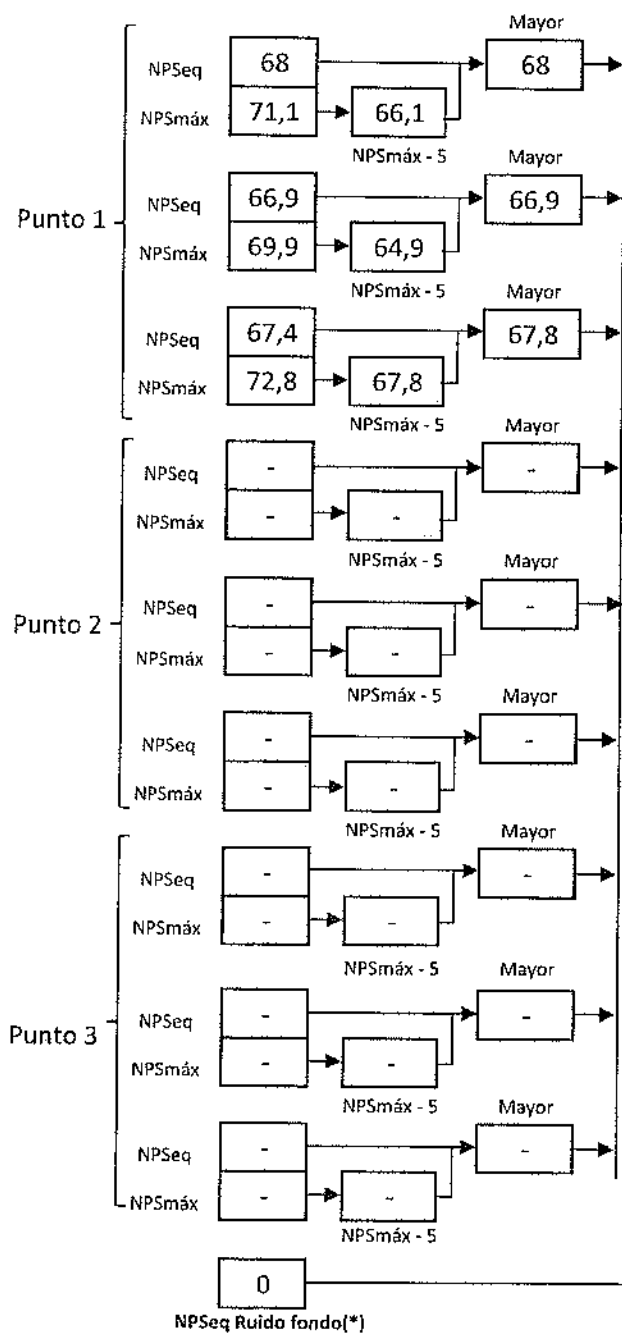 Mayor
NPSeq 68 68
NPSmáx 71,1 66,1
NPSmáx - 5
Mayor
Punto 1
NPSeq 66,9 66,9
NPSmáx 69,9 64,9
NPSmáx - 5
Mayor
NPSeq 67,4 67,8
NPSmáx 72,8 67,8
NPSmáx - 5
Mayor
NPSeq - -
NPSmáx - -
NPSmáx - 5
Mayor
Punto 2
NPSeq - -
NPSmáx - -
NPSmáx - 5
Mayor
NPSeq - -
NPSmáx - -
NPSmáx - 5
Mayor
NPSeq - -
NPSmáx - -
NPSmáx - 5
Mayor
Punto 3
NPSeq - -
NPSmáx - -
NPSmáx - 5
Mayor
NPSeq - -
NPSmáx - -
NPSmáx - 5
0
NPSeq Ruido fondo(*)